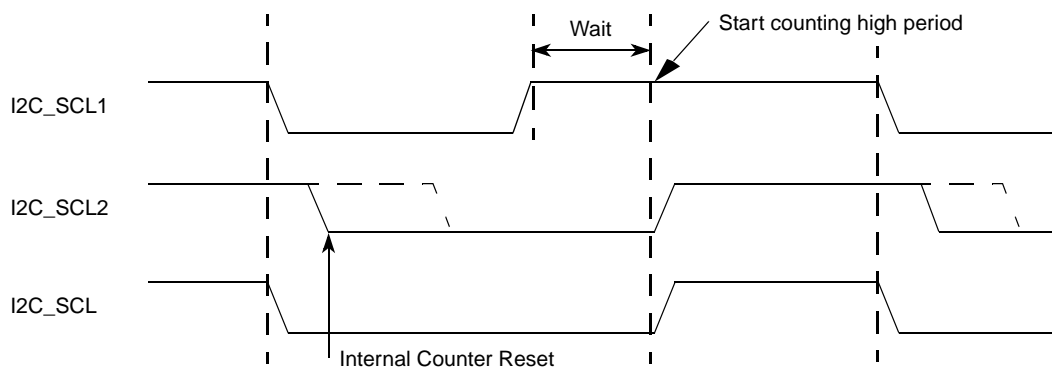 Wait
Start counting high period
I2C_SCL1
I2C_SCL2
I2C_SCL
Internal Counter Reset